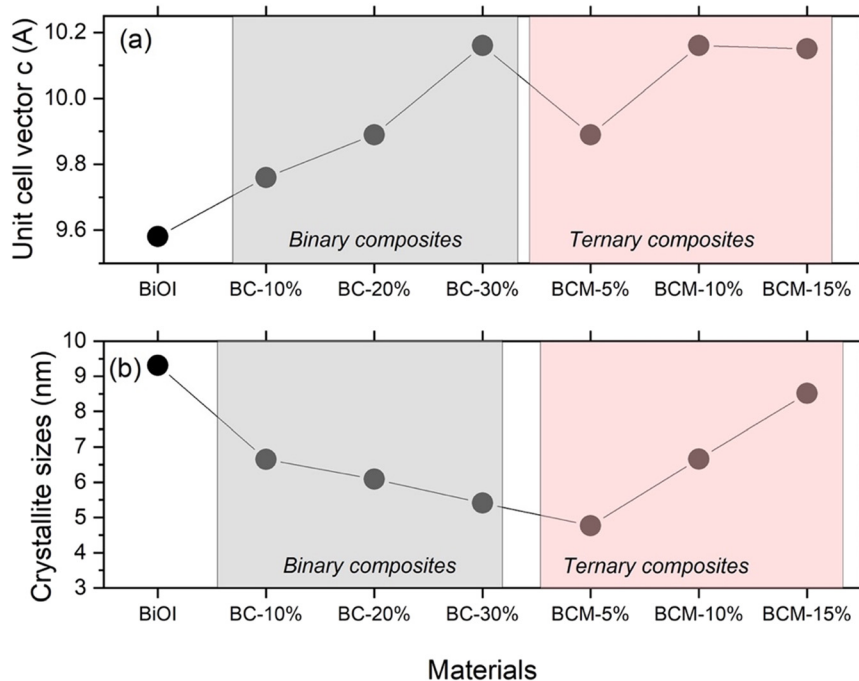 (a)
Unit cell vector c (A)
10.2
10.0
9.8
9.6
Binary composites
Ternary composites
BiOI
BC-10%
BC-20%
BC-30%
BCM-5%
BCM-10%
BCM-15%
(b)
Crystallite sizes (nm)
10
9
8
7
6
5
4
3
Binary composites
Ternary composites
BiOI
BC-10%
BC-20%
BC-30%
BCM-5%
BCM-10%
BCM-15%
Materials